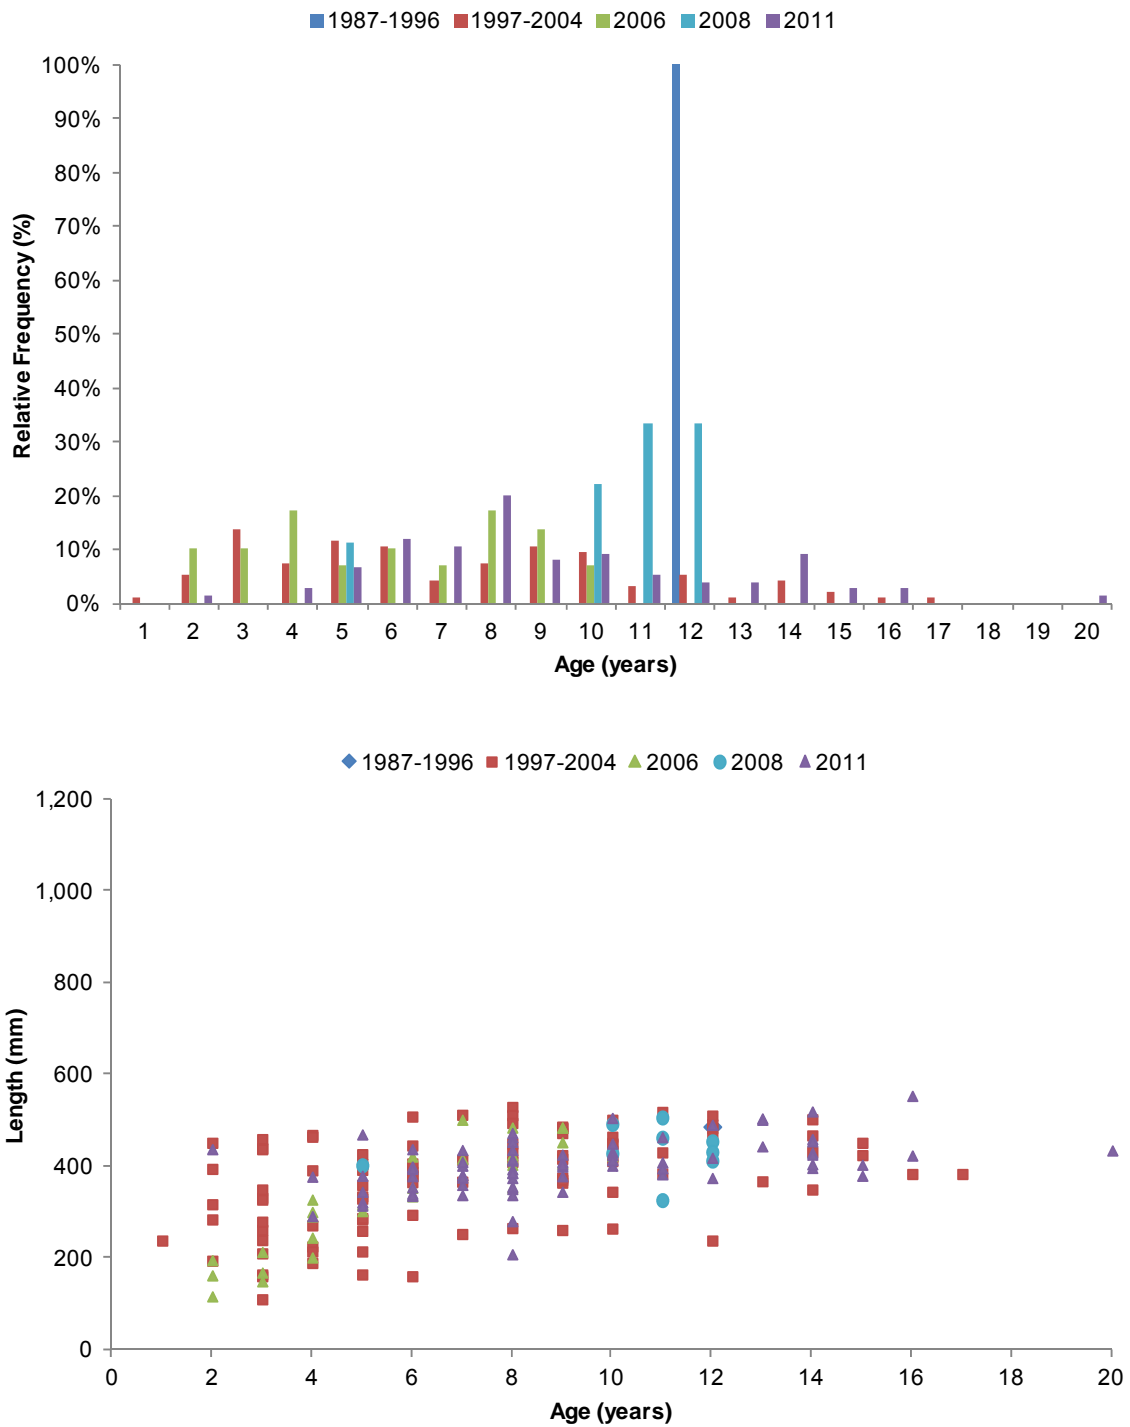 1987-1996 1997-2004 2006 2008 2011
100%
90%
80%
70%
60%
50%
40%
30%
20%
10%
0%
Relative Frequency (%)
1 2 3 4 5 6 7 8 9 10 11 12 13 14 15 16 17 18 19 20
Age (years)
1987-1996 1997-2004 2006 2008 2011
1,200
1,000
800
600
400
200
0
Length (mm)
0 2 4 6 8 10 12 14 16 18 20
Age (years)